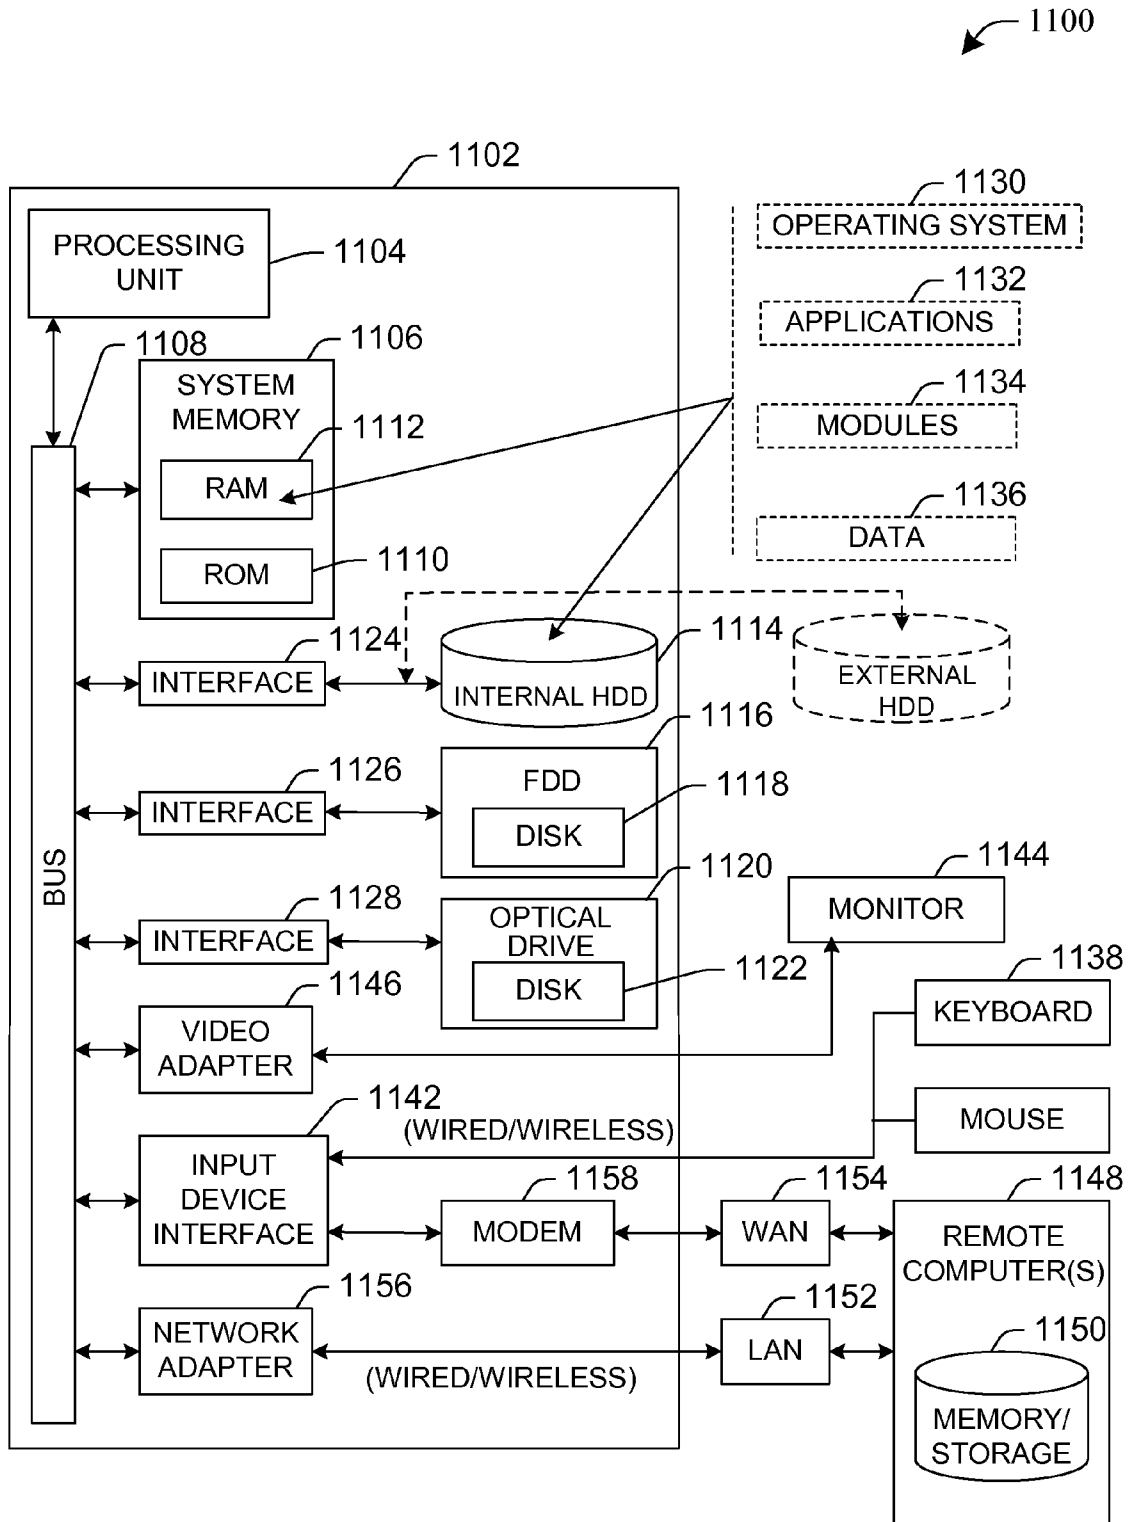 1100
1102
PROCESSING
UNIT
1104
1108
1106
SYSTEM
MEMORY
1112
RAM
ROM
1110
1130
OPERATING SYSTEM
1132
APPLICATIONS
1134
MODULES
1136
DATA
1124
INTERFACE
INTERNAL HDD
1114
EXTERNAL
HDD
1126
INTERFACE
1116
FDD
1118
DISK
BUS
1128
INTERFACE
1120
OPTICAL
DRIVE
1122
DISK
1144
MONITOR
1138
KEYBOARD
MOUSE
1146
VIDEO
ADAPTER
1142
(WIRED/WIRELESS)
INPUT
DEVICE
INTERFACE
1158
MODEM
1154
WAN
1148
REMOTE
COMPUTER(S)
1156
NETWORK
ADAPTER
(WIRED/WIRELESS)
1152
LAN
1150
MEMORY/
STORAGE